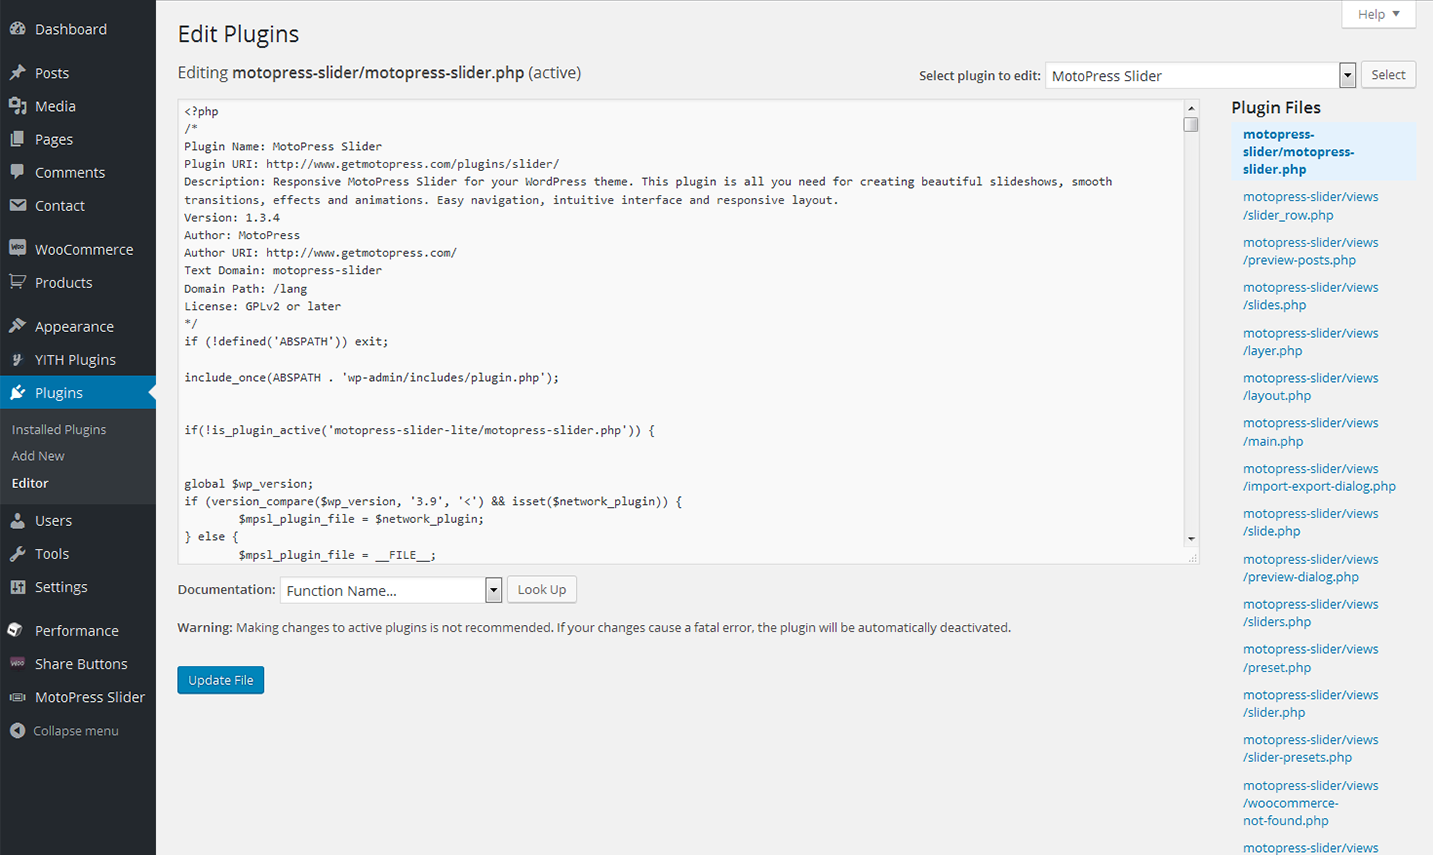 Dashboard
Posts
Media
Pages
Comments
Contact
WooCommerce
Products
Appearance
YITH Plugins
Plugins
Installed Plugins
Add New
Editor
Users
Tools
Settings
Performance
Share Buttons
MotoPress Slider
Collapse menu
Help
Edit Plugins
Editing motopress-slider/motopress-slider.php (active)
Select plugin to edit: MotoPress Slider Select
<?php
/*
Plugin Name: MotoPress Slider
Plugin URI: http://www.getmotopress.com/plugins/slider/
Description: Responsive MotoPress Slider for your WordPress theme. This plugin is all you need for creating beautiful slideshows, smooth
transitions, effects and animations. Easy navigation, intuitive interface and responsive layout.
Version: 1.3.4
Author: MotoPress
Author URI: http://www.getmotopress.com/
Text Domain: motopress-slider
Domain Path: /lang
License: GPLv2 or later
*/
if (!defined('ABSPATH')) exit;
include_once(ABSPATH . 'wp-admin/includes/plugin.php');
if(!is_plugin_active('motopress-slider-lite/motopress-slider.php')) {
global $wp_version;
if (version_compare($wp_version, '3.9', '<') && isset($network_plugin)) {
$mpsl_plugin_file = $network_plugin;
} else {
$mpsl_plugin_file = __FILE__;
Documentation: Function Name... Look Up
Warning: Making changes to active plugins is not recommended. If your changes cause a fatal error, the plugin will be automatically deactivated.
Update File
Plugin Files
motopress-
slider/motopress-
slider.php
motopress-slider/views
/slider_row.php
motopress-slider/views
/preview-posts.php
motopress-slider/views
/slides.php
motopress-slider/views
/layer.php
motopress-slider/views
/layout.php
motopress-slider/views
/main.php
motopress-slider/views
/import-export-dialog.php
motopress-slider/views
/slide.php
motopress-slider/views
/preview-dialog.php
motopress-slider/views
/sliders.php
motopress-slider/views
/preset.php
motopress-slider/views
/slider.php
motopress-slider/views
/slider-presets.php
motopress-slider/views
/woocommerce-
not-found.php
motopress-slider/views